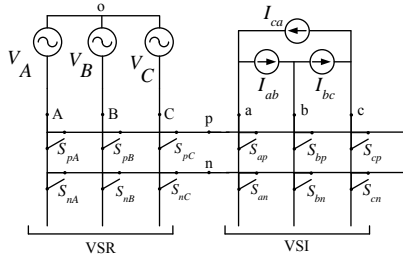 o
I_ca
V_A V_B V_C
I_ab I_bc
A B C p a b c
S_pA S_pB S_pC S_ap S_bp S_cp
n
S_nA S_nB S_nC S_an S_bn S_cn
VSR VSI